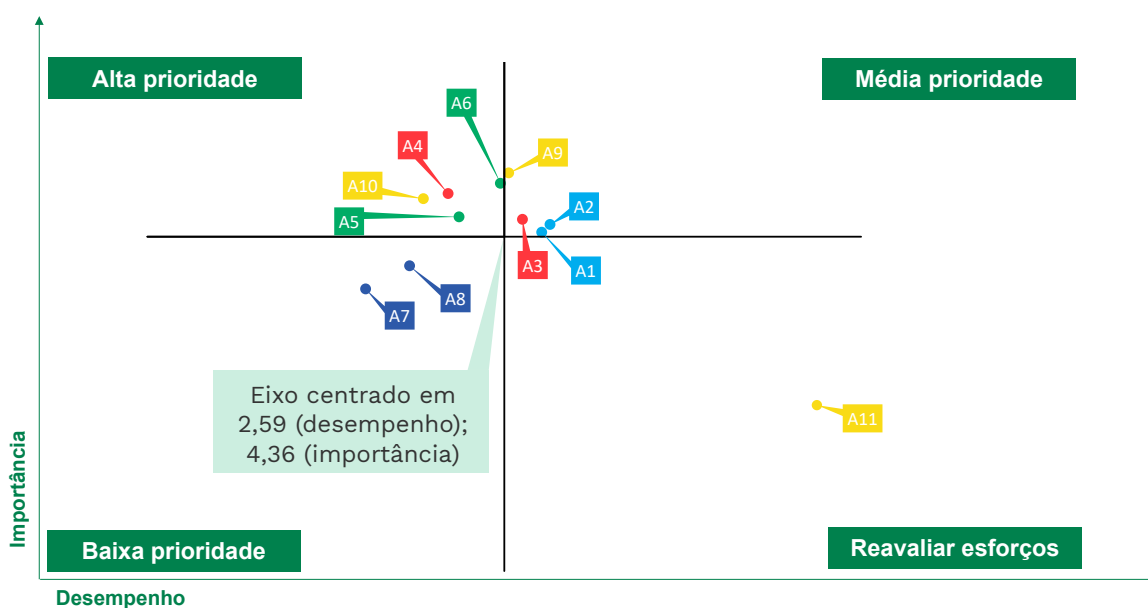 Alta prioridade
Média prioridade
A6
A4
A9
A10
A5
A2
A3
A1
A8
A7
Eixo centrado em
2,59 (desempenho);
4,36 (importância)
A11
Importância
Baixa prioridade
Reavaliar esforços
Desempenho